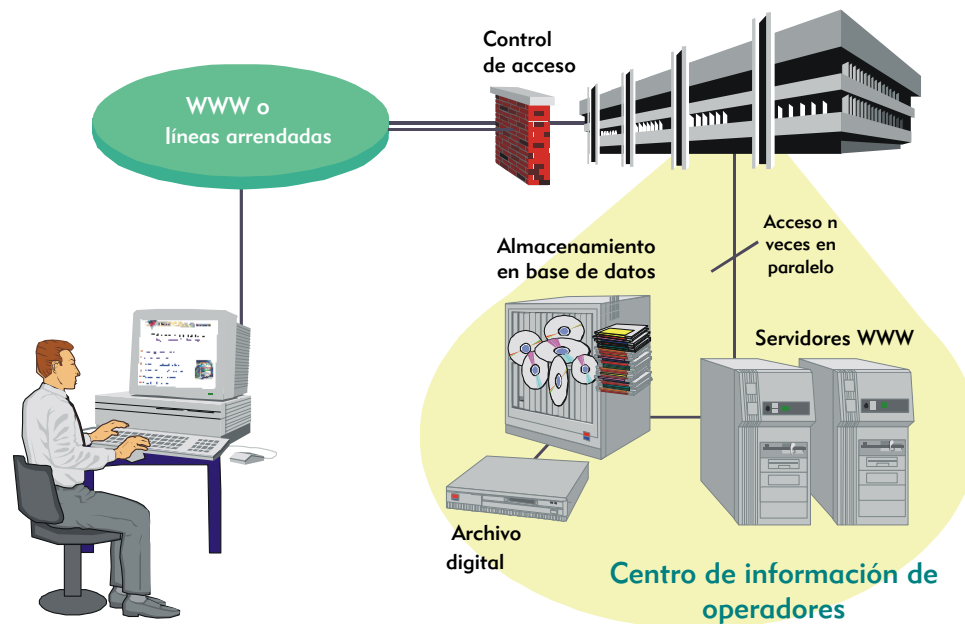 Control
de acceso
WWW o
líneas arrendadas
Acceso n
veces en
paralelo
Almacenamiento
en base de datos
Servidores WWW
Archivo
digital
Centro de información de
operadores